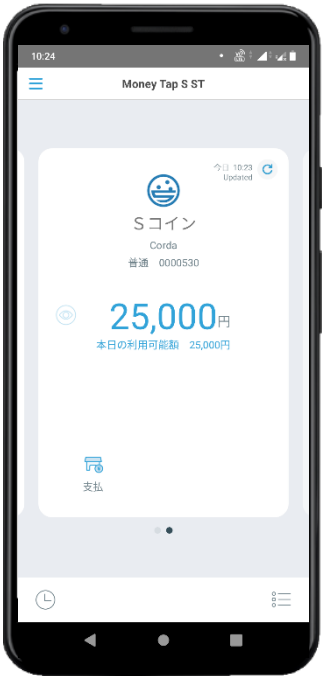 10:24
Money Tap S ST
今日 10:23
Updated
Sコイン
Corda
普通 0000530
25,000円
本日の利用可能額 25,000円
支払